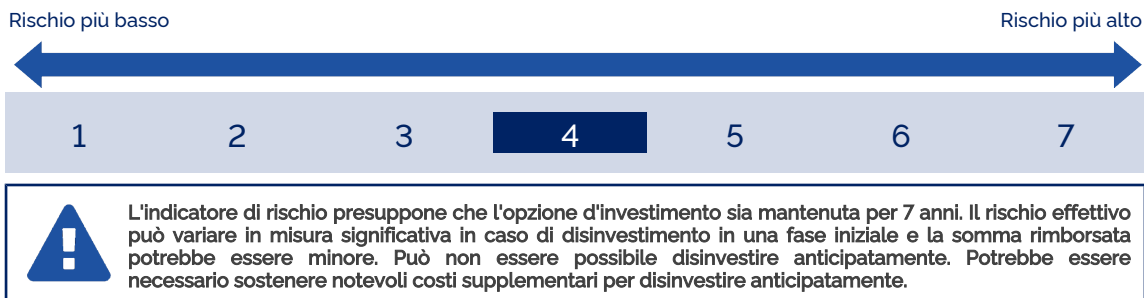 Rischio più basso Rischio più alto
1 2 3 4 5 6 7
L'indicatore di rischio presuppone che l'opzione d'investimento sia mantenuta per 7 anni. Il rischio effettivo
può variare in misura significativa in caso di disinvestimento in una fase iniziale e la somma rimborsata
potrebbe essere minore. Può non essere possibile disinvestire anticipatamente. Potrebbe essere
necessario sostenere notevoli costi supplementari per disinvestire anticipatamente.